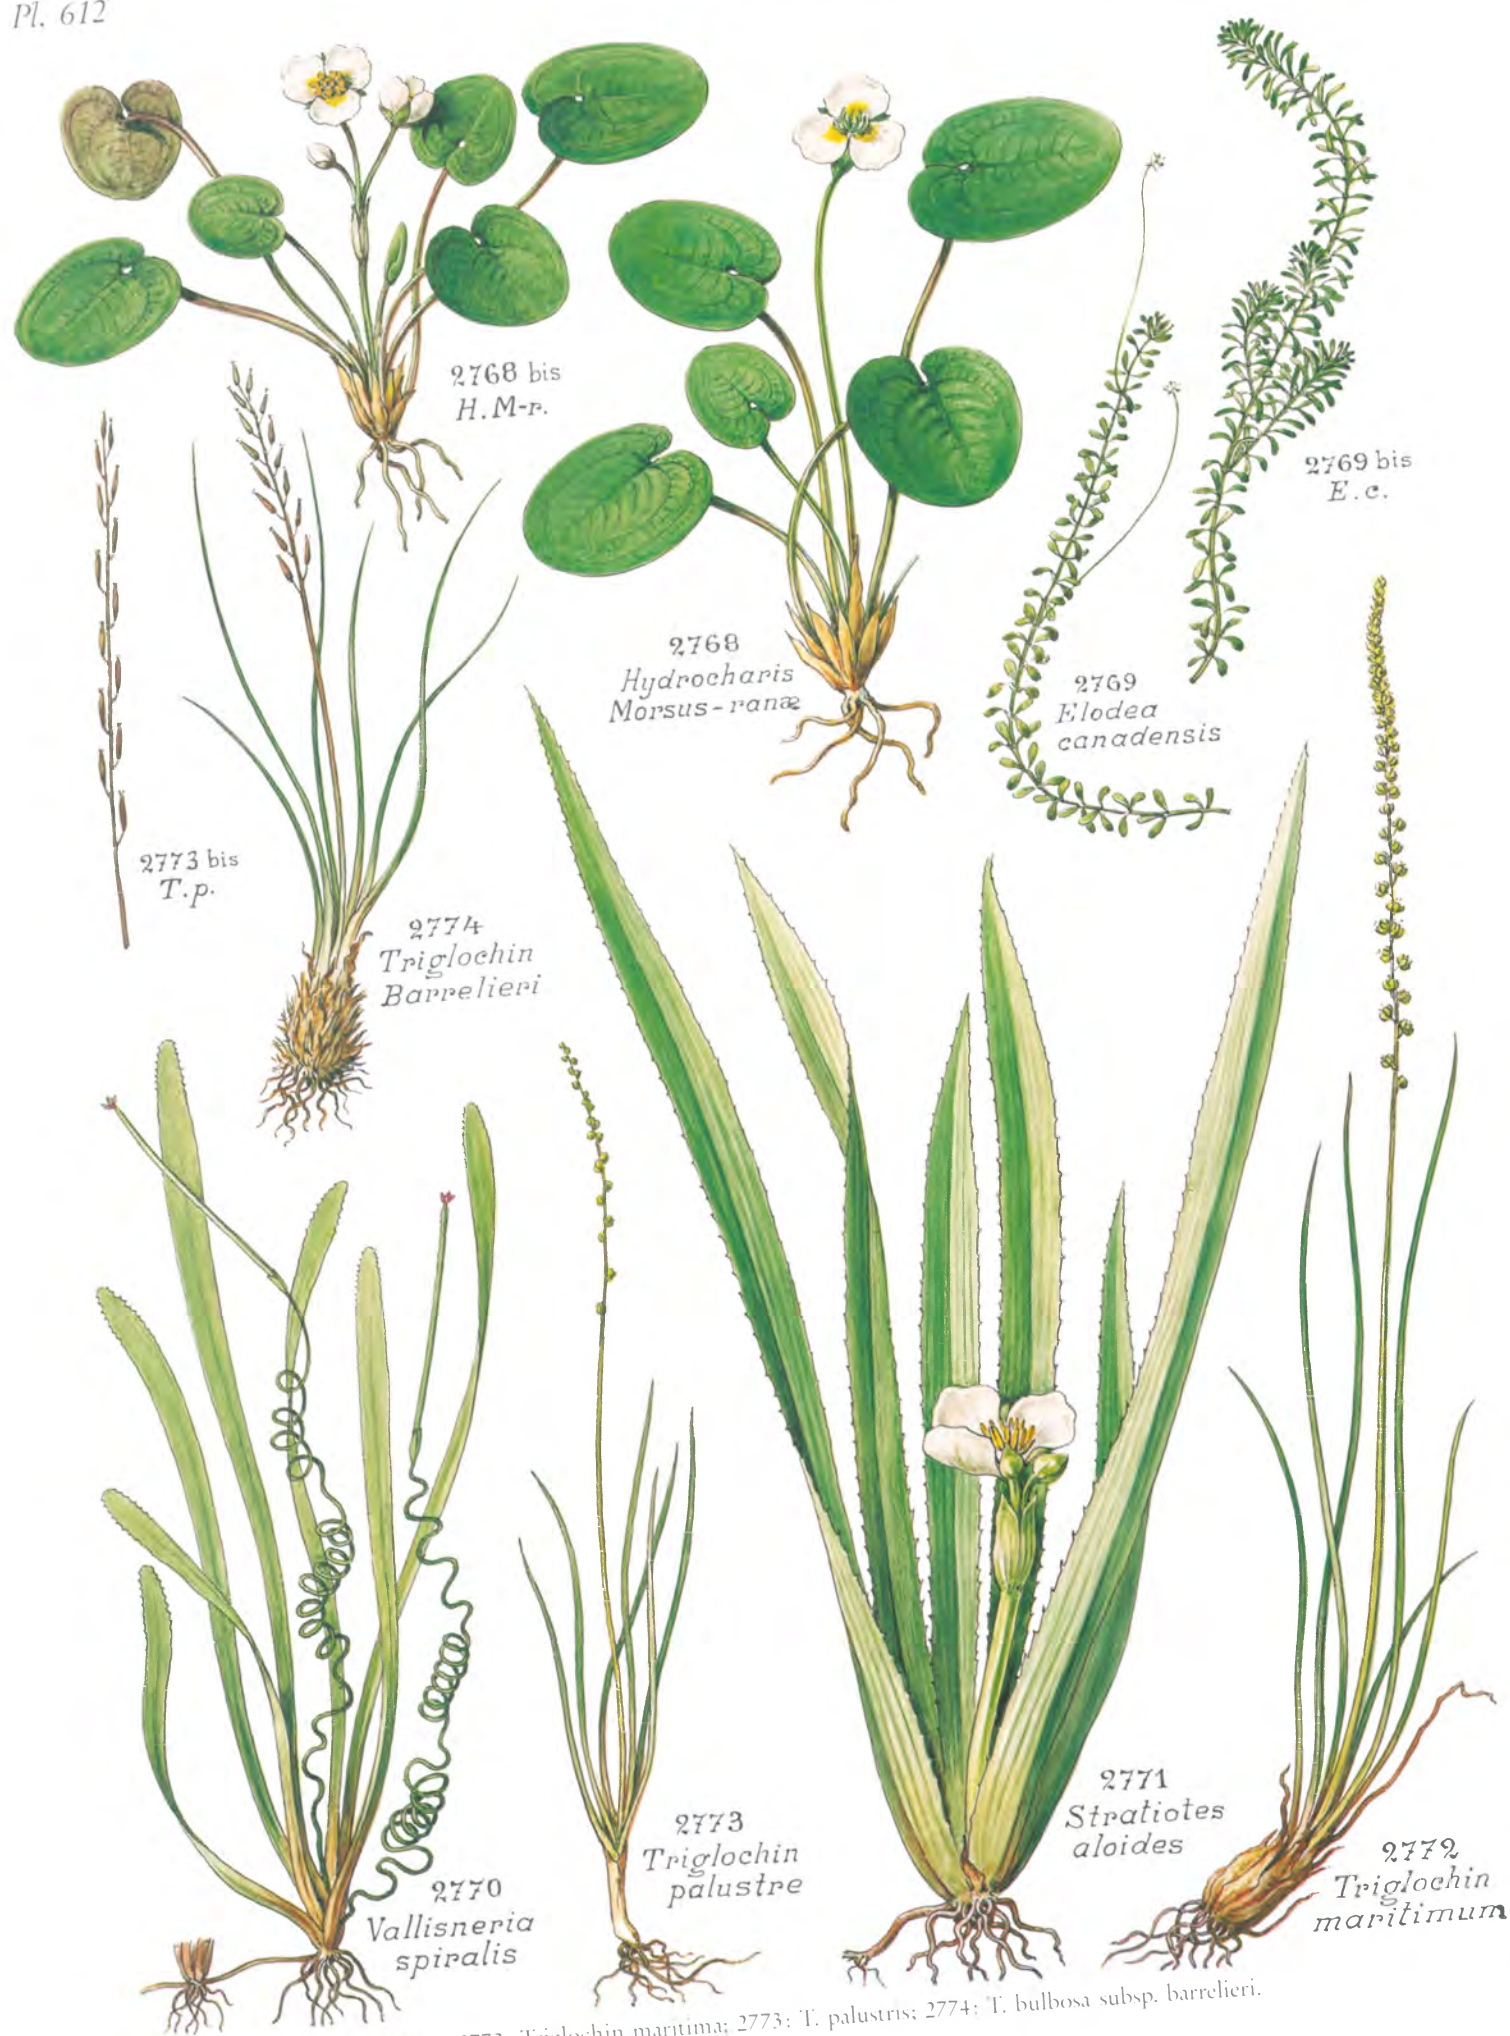 Pl. 612
2768 bis
H. M-r.
2769 bis
E. c.
2768
Hydrocharis
Morsus-ranæ
2769
Elodea
canadensis
2773 bis
T. p.
2774
Triglochin
Barrelieri
2771
Stratiotes
aloides
2773
Triglochin
palustre
2772
Triglochin
maritimum
2770
Vallisneria
spiralis
Triglochin maritima; 2773: T. palustris; 2774: T. bulbosa subsp. barrelieri.